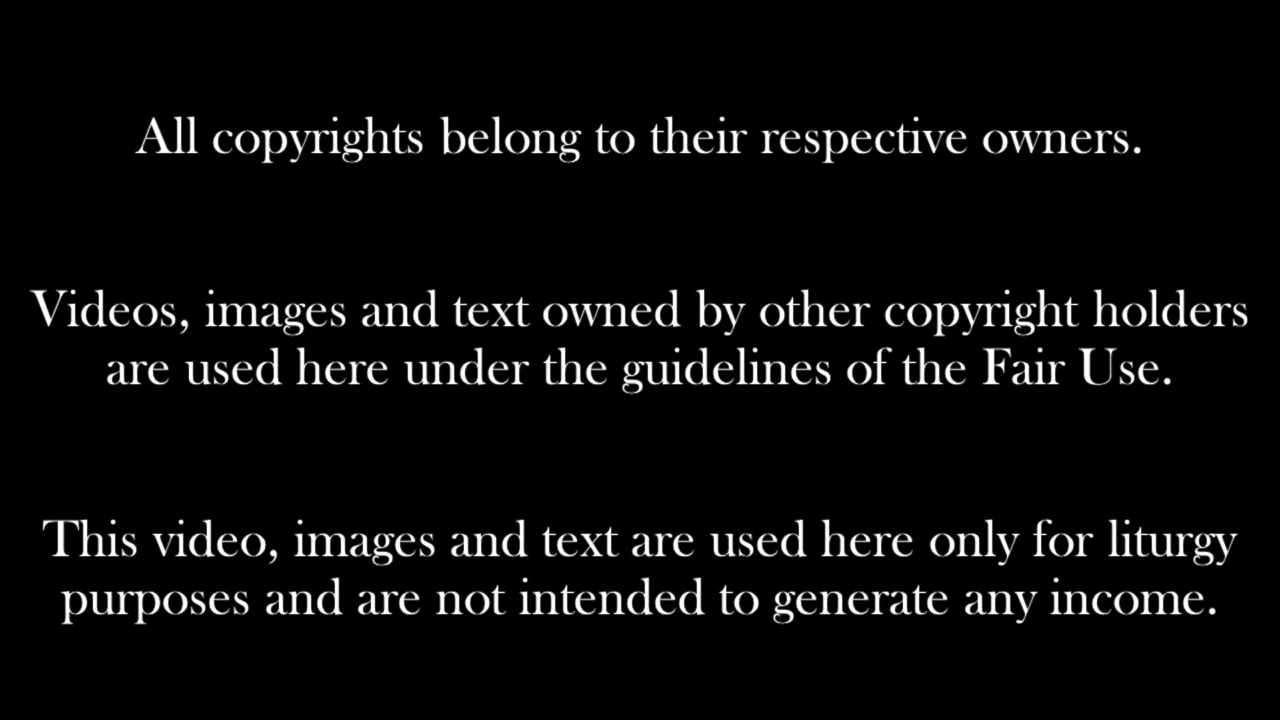 All copyrights belong to their respective owners.
Videos, images and text owned by other copyright holders
are used here under the guidelines of the Fair Use.
This video, images and text are used here only for liturgy
purposes and are not intended to generate any income.